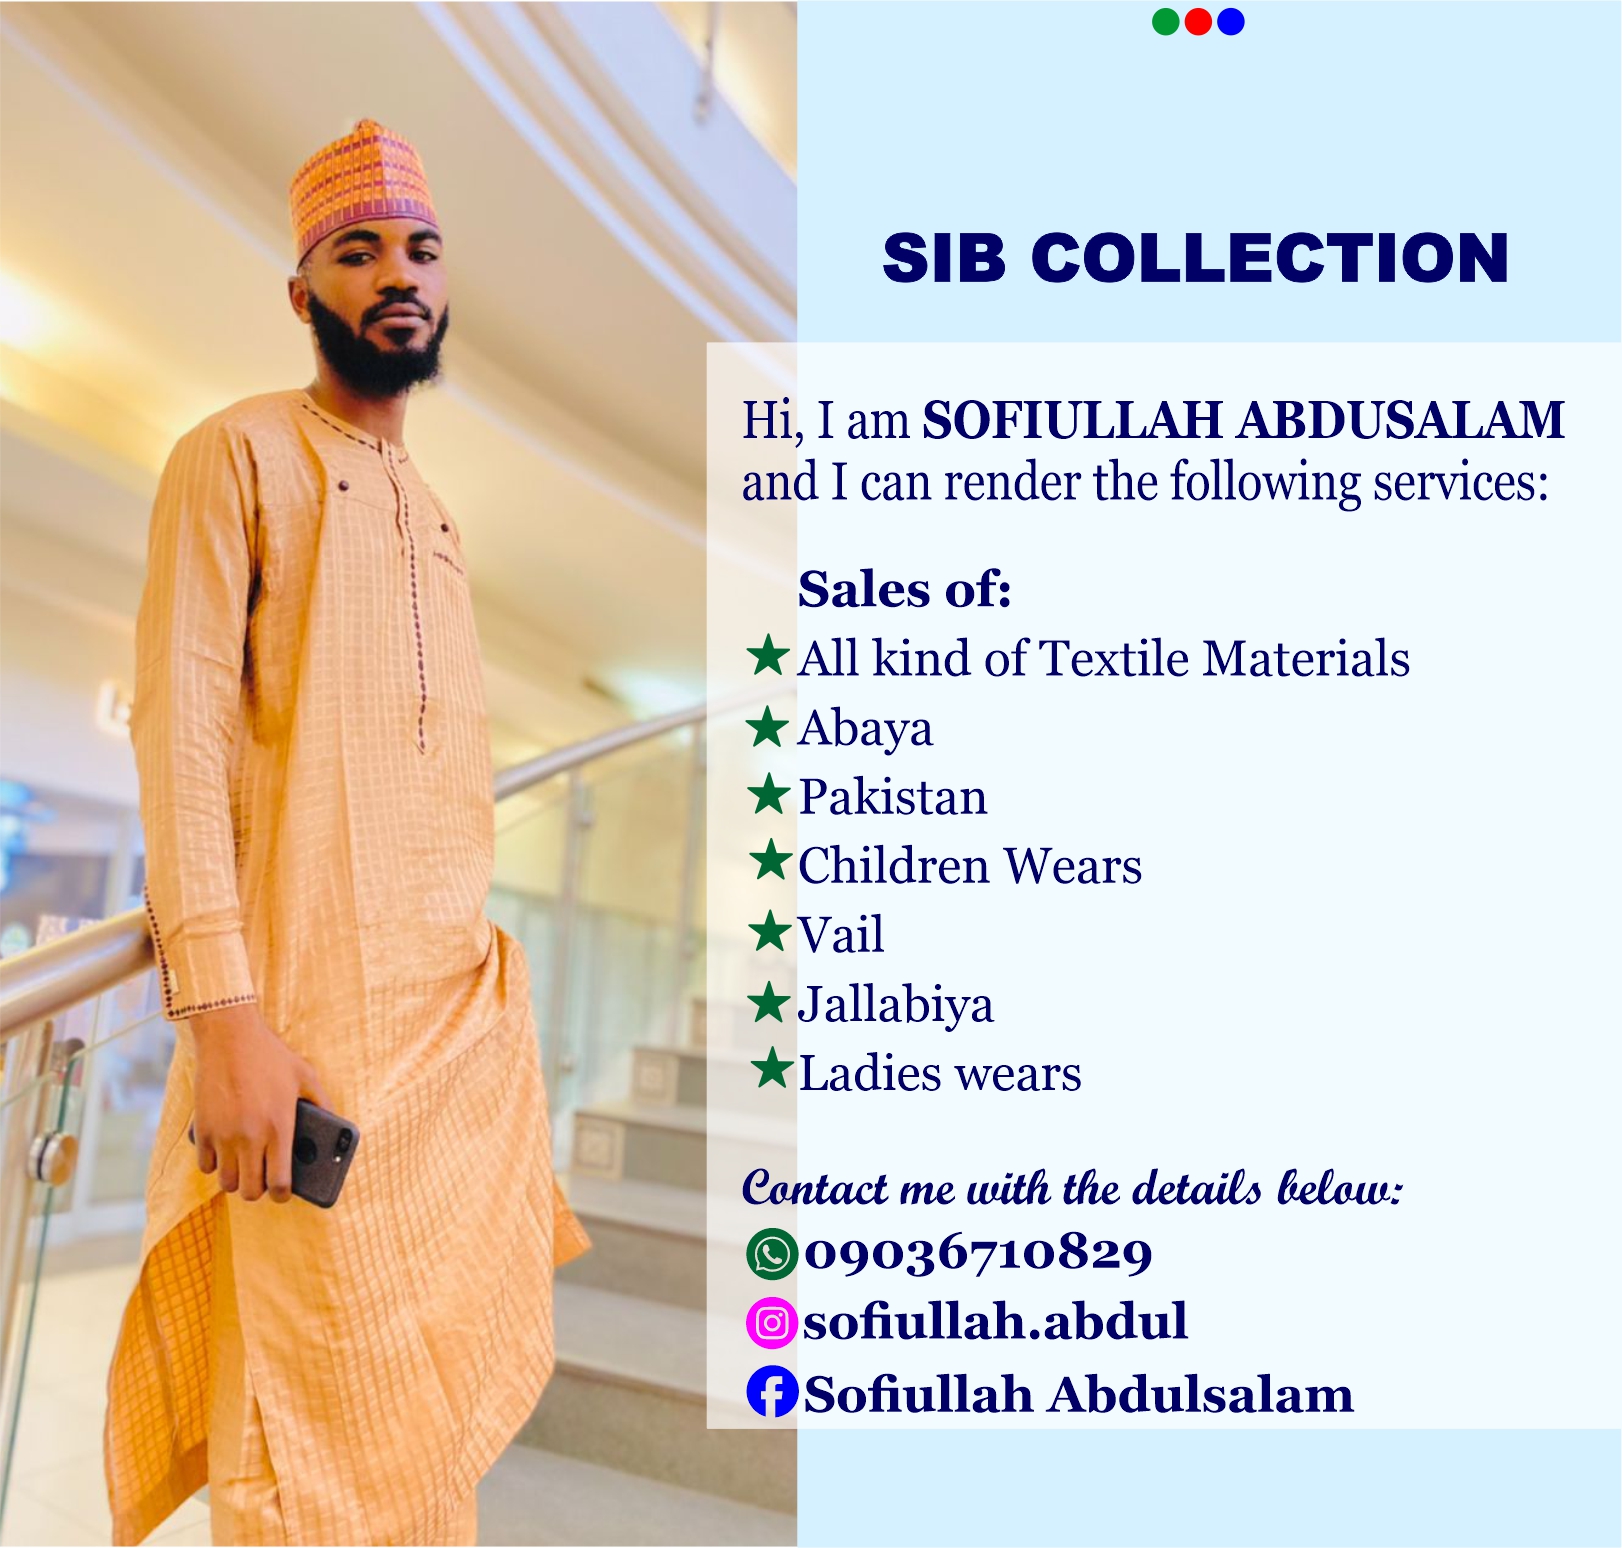 SIB COLLECTION
Hi, I am SOFIULLAH ABDUSALAM
and I can render the following services:
Sales of:
All kind of Textile Materials
Abaya
Pakistan
Children Wears
Vail
Jallabiya
Ladies wears
Contact me with the details below:
09036710829
sofiullah.abdul
Sofiullah Abdulsalam